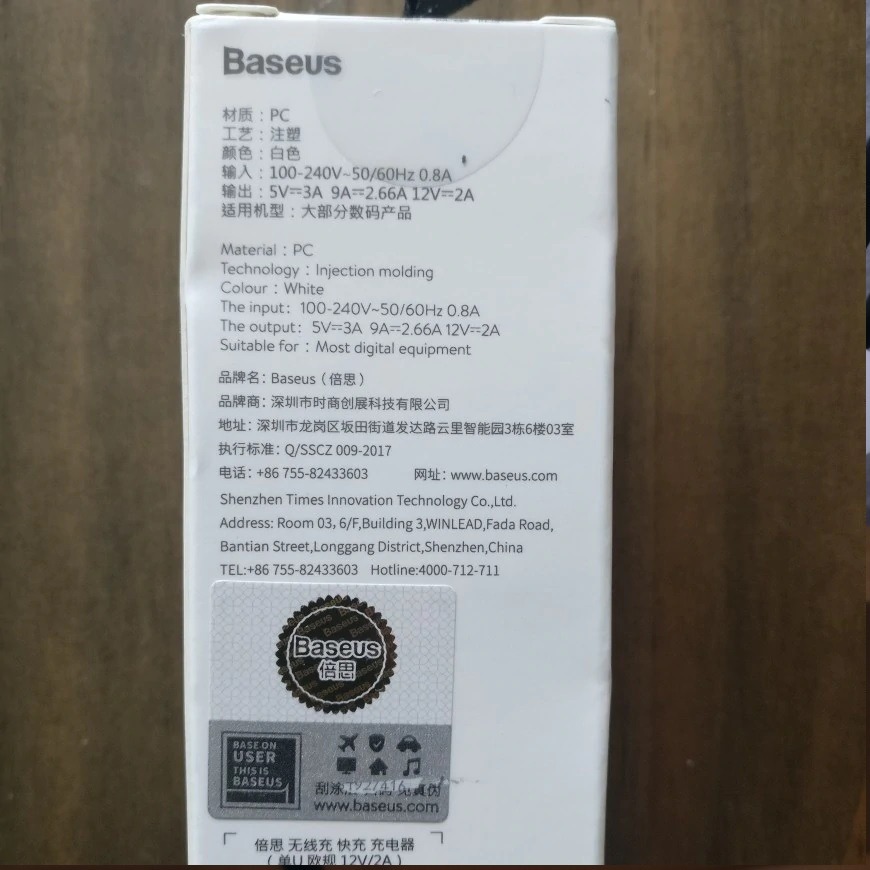 Baseus
材质：PC
工艺：注塑
颜色：白色
输入：100-240V~50/60Hz 0.8A
输出：5V⎓3A 9A⎓2.66A 12V⎓2A
适用机型：大部分数码产品
Material：PC
Technology：Injection molding
Colour：White
The input：100-240V~50/60Hz 0.8A
The output：5V⎓3A 9A⎓2.66A 12V⎓2A
Suitable for：Most digital equipment
品牌名：Baseus（倍思）
品牌商：深圳市时商创展科技有限公司
地址：深圳市龙岗区坂田街道发达路云里智能园3栋6楼03室
执行标准：Q/SSCZ 009-2017
电话：+86 755-82433603 网址：www.baseus.com
Shenzhen Times Innovation Technology Co.,Ltd.
Address: Room 03, 6/F,Building 3,WINLEAD,Fada Road,
Bantian Street,Longgang District,Shenzhen,China
TEL:+86 755-82433603 Hotline:4000-712-711
Baseus
倍思
BASE ON
USER
THIS IS
BASEUS
刮涂
www.baseus.com
倍思 无线充 快充 充电器
（单U 欧规 12V/2A）